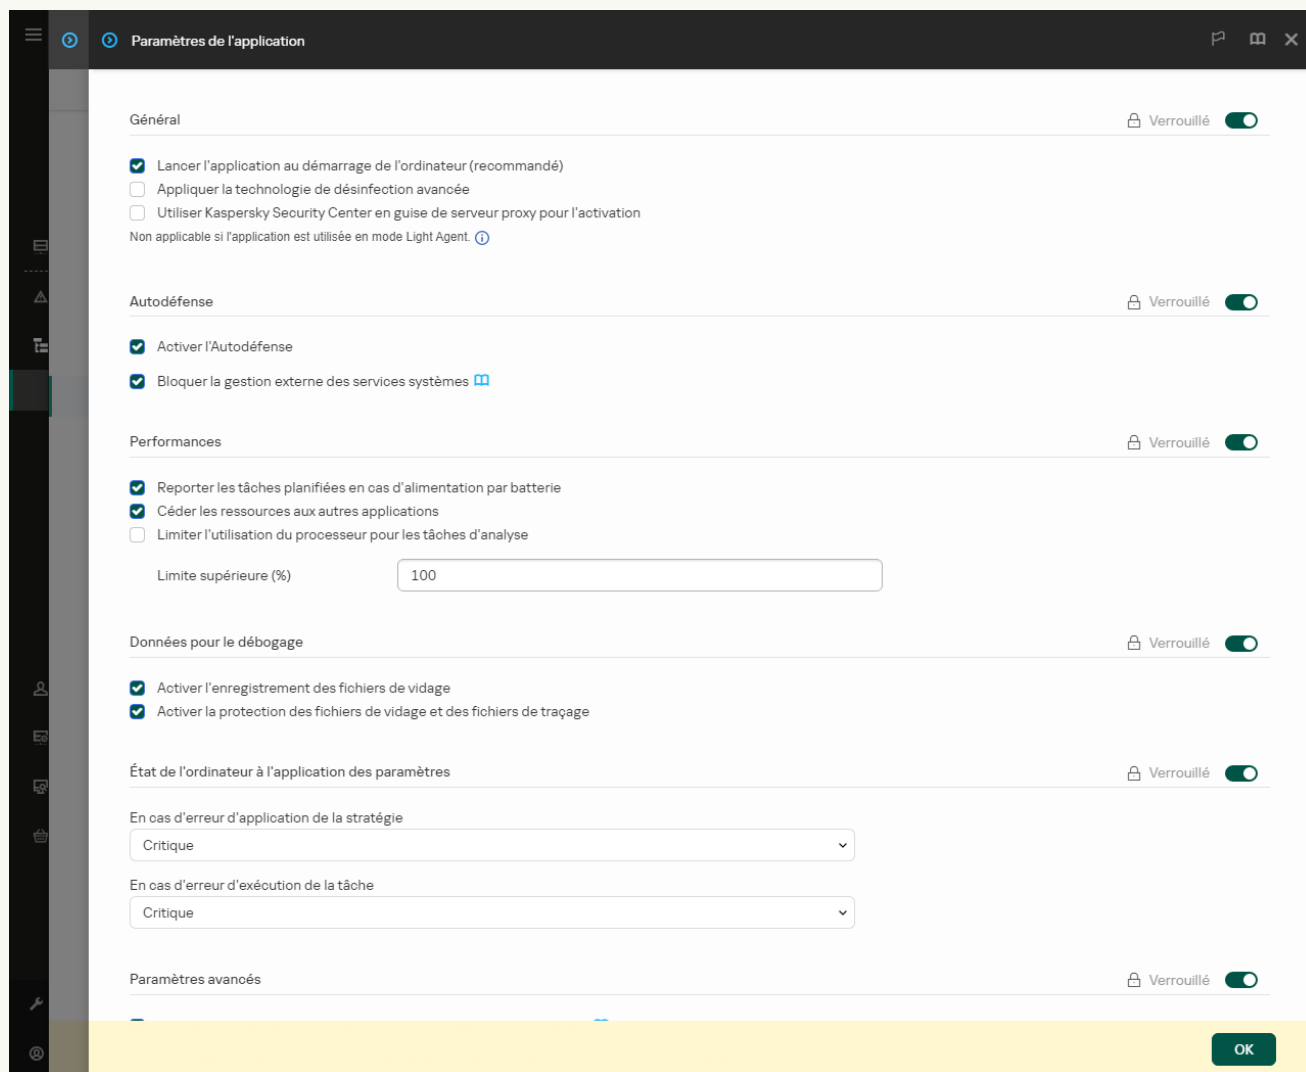 Paramètres de l'application
Général
Verrouillé
Lancer l'application au démarrage de l'ordinateur (recommandé)
Appliquer la technologie de désinfection avancée
Utiliser Kaspersky Security Center en guise de serveur proxy pour l'activation
Non applicable si l'application est utilisée en mode Light Agent.
Autodéfense
Verrouillé
Activer l'Autodéfense
Bloquer la gestion externe des services systèmes
Performances
Verrouillé
Reporter les tâches planifiées en cas d'alimentation par batterie
Céder les ressources aux autres applications
Limiter l'utilisation du processeur pour les tâches d'analyse
Limite supérieure (%)
100
Données pour le débogage
Verrouillé
Activer l'enregistrement des fichiers de vidage
Activer la protection des fichiers de vidage et des fichiers de traçage
État de l'ordinateur à l'application des paramètres
Verrouillé
En cas d'erreur d'application de la stratégie
Critique
En cas d'erreur d'exécution de la tâche
Critique
Paramètres avancés
Verrouillé
OK